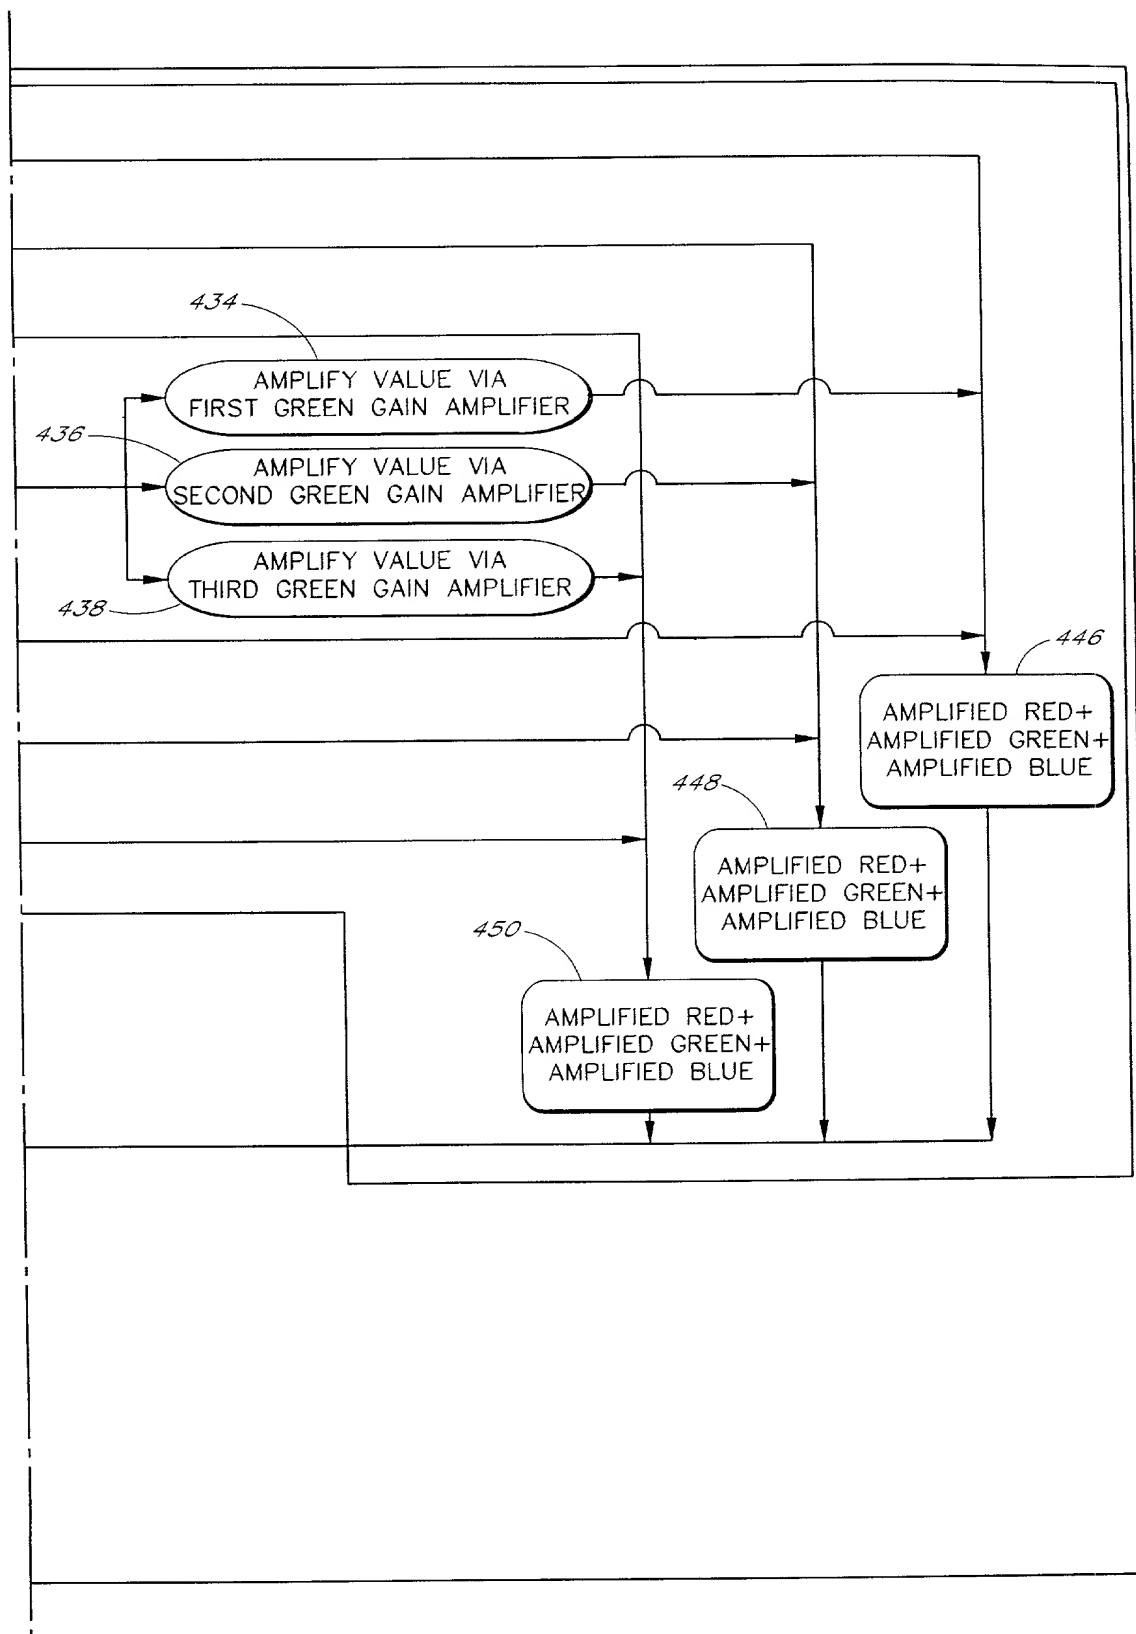 434
AMPLIFY VALUE VIA
FIRST GREEN GAIN AMPLIFIER
436
AMPLIFY VALUE VIA
SECOND GREEN GAIN AMPLIFIER
AMPLIFY VALUE VIA
THIRD GREEN GAIN AMPLIFIER
438
446
AMPLIFIED RED+
AMPLIFIED GREEN+
AMPLIFIED BLUE
448
AMPLIFIED RED+
AMPLIFIED GREEN+
AMPLIFIED BLUE
450
AMPLIFIED RED+
AMPLIFIED GREEN+
AMPLIFIED BLUE